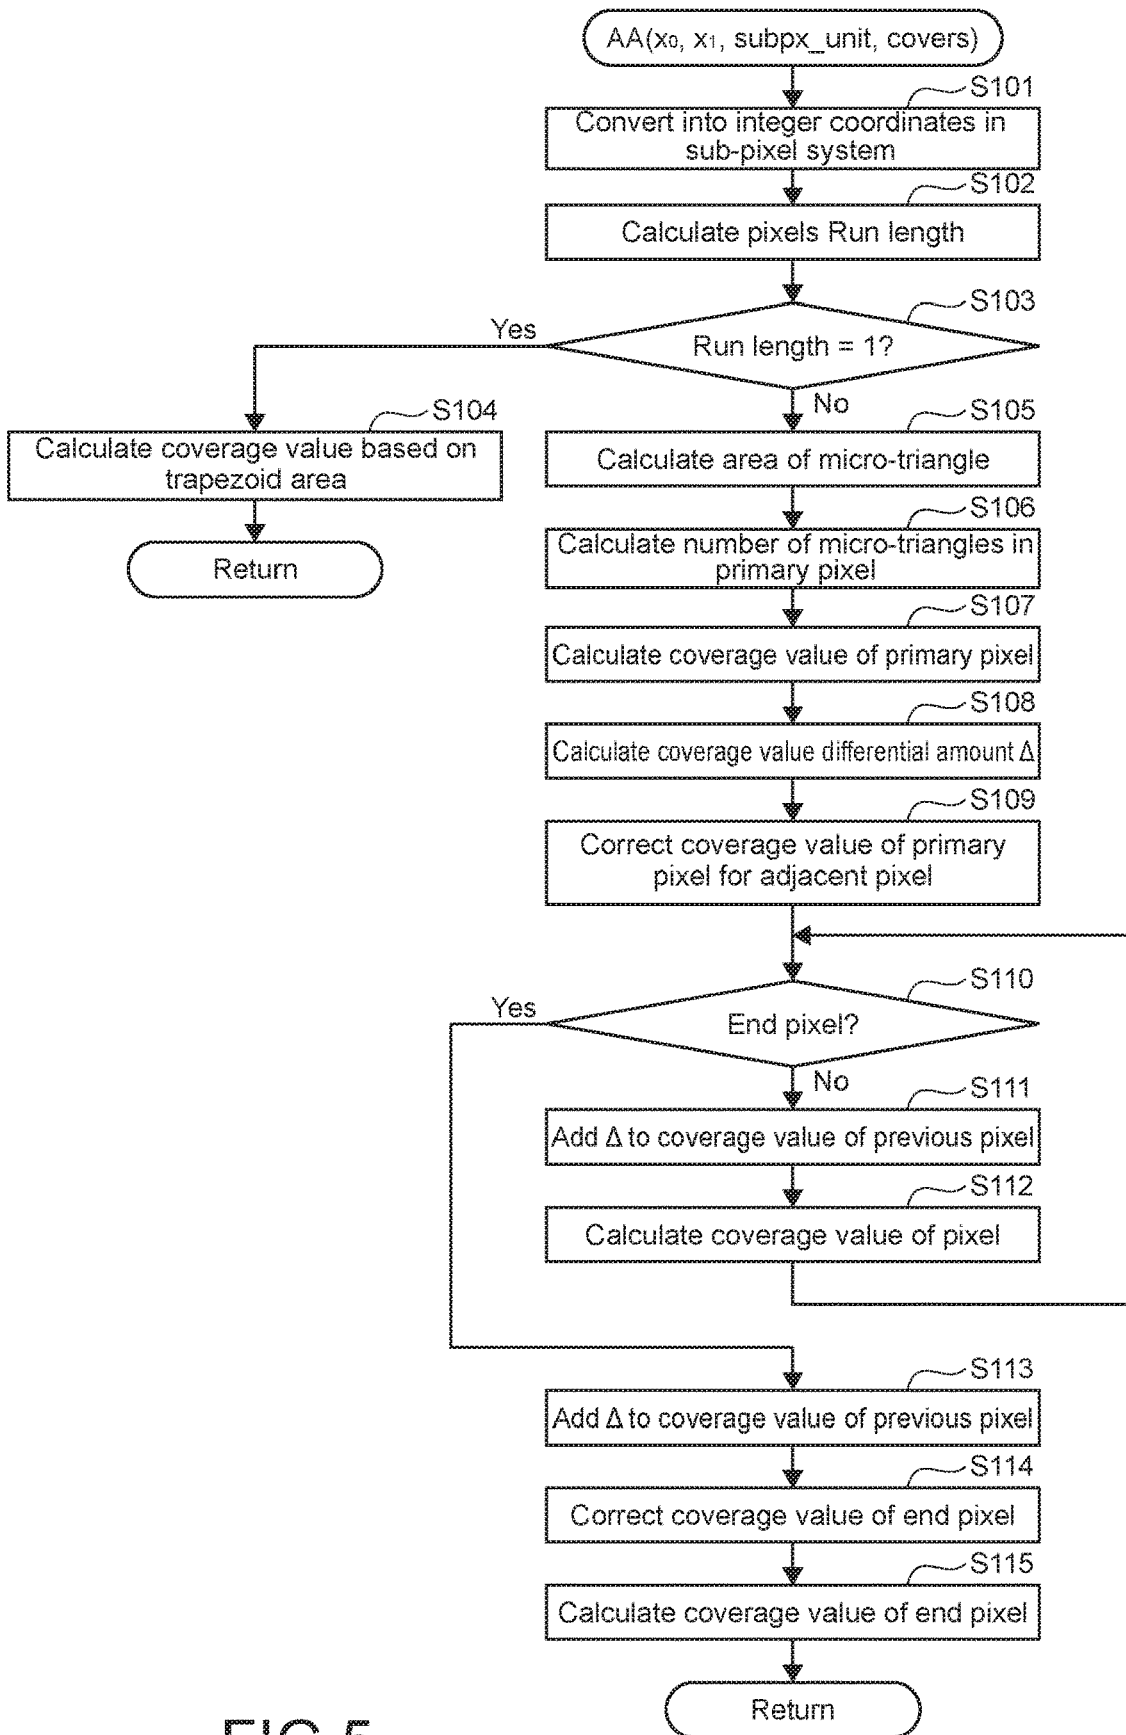 AA(x0, x1, subpx_unit, covers)
S101
Convert into integer coordinates in
sub-pixel system
S102
Calculate pixels Run length
S103
Yes
Run length = 1?
No
S104
Calculate coverage value based on
trapezoid area
Return
S105
Calculate area of micro-triangle
S106
Calculate number of micro-triangles in
primary pixel
S107
Calculate coverage value of primary pixel
S108
Calculate coverage value differential amount Δ
S109
Correct coverage value of primary
pixel for adjacent pixel
S110
Yes
End pixel?
No
S111
Add Δ to coverage value of previous pixel
S112
Calculate coverage value of pixel
S113
Add Δ to coverage value of previous pixel
S114
Correct coverage value of end pixel
S115
Calculate coverage value of end pixel
Return
FIG.5